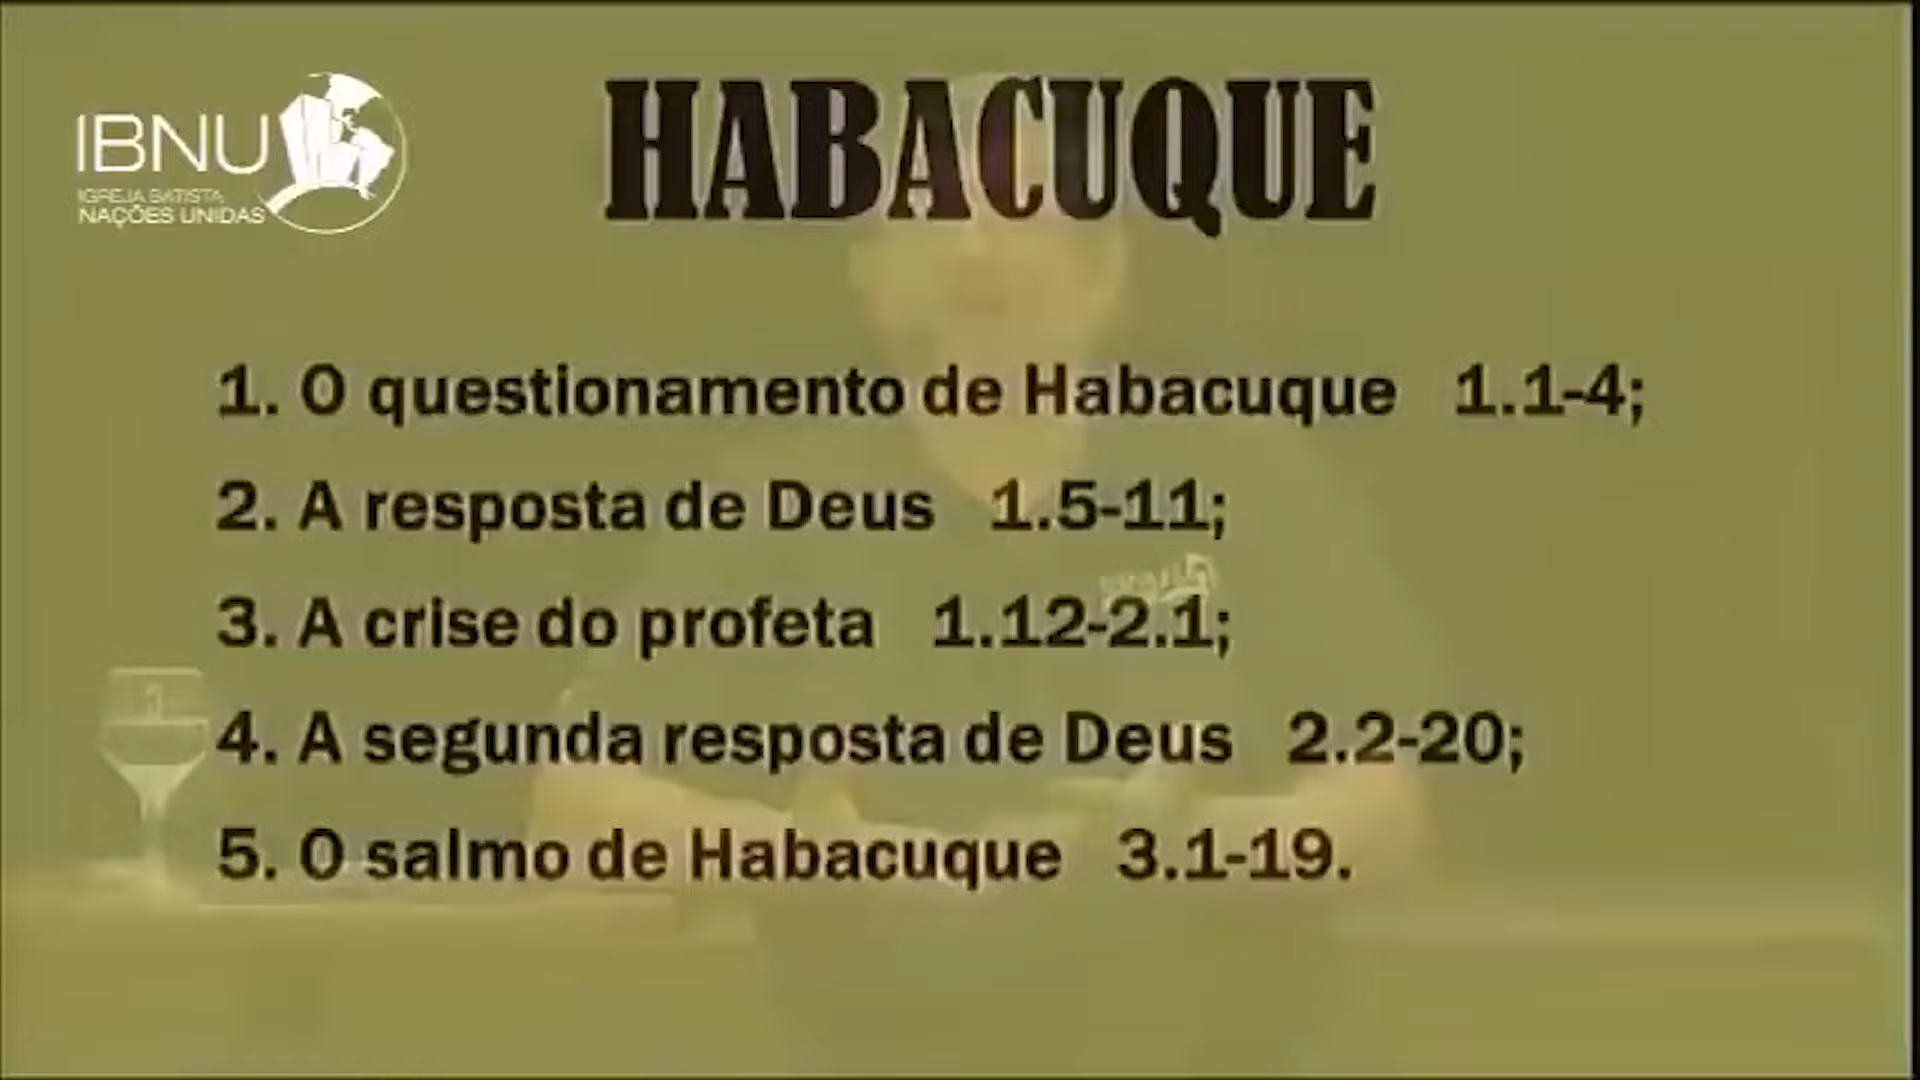 IBNU
IGREJA BATISTA
NAÇÕES UNIDAS
HABACUQUE
1. O questionamento de Habacuque 1.1-4;
2. A resposta de Deus 1.5-11;
3. A crise do profeta 1.12-2.1;
4. A segunda resposta de Deus 2.2-20;
5. O salmo de Habacuque 3.1-19.